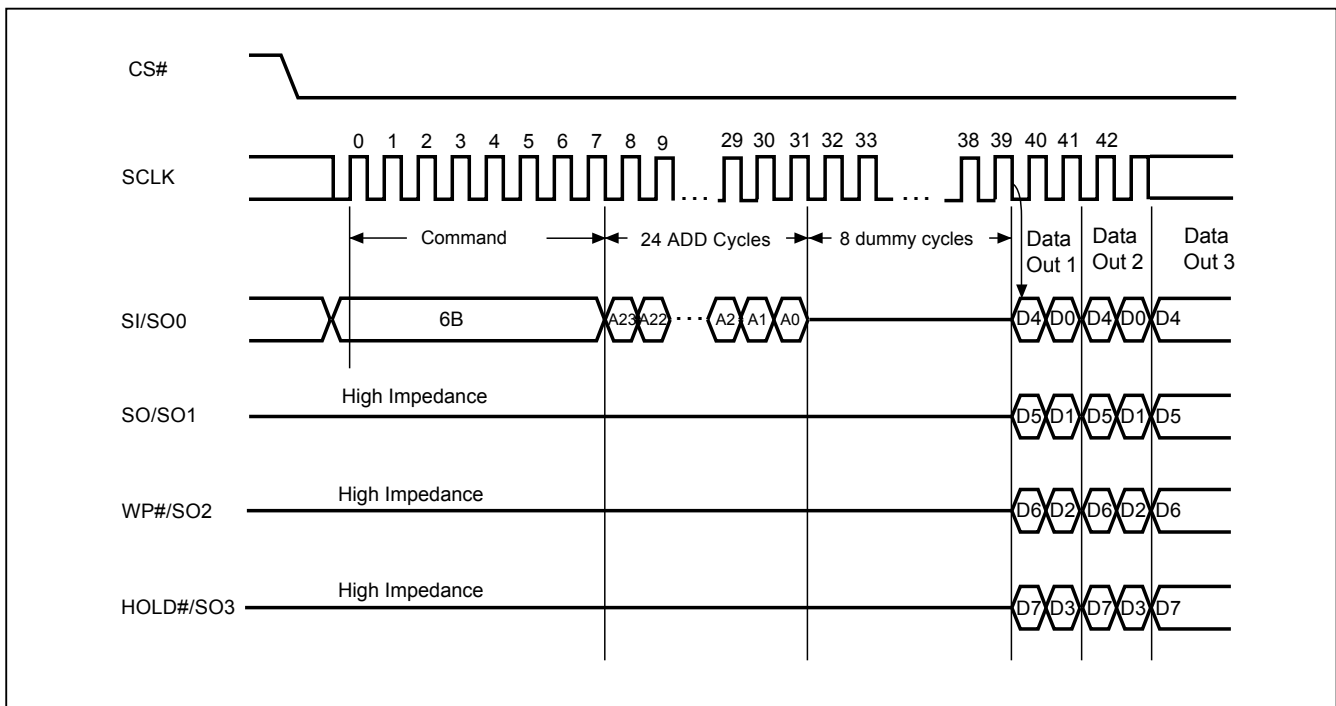 CS#
0 1 2 3 4 5 6 7 8 9 29 30 31 32 33 38 39 40 41 42
SCLK
Command 24 ADD Cycles 8 dummy cycles Data Out 1 Data Out 2 Data Out 3
SI/SO0 6B A23 A22 A2 A1 A0 D4 D0 D4 D0 D4
High Impedance
SO/SO1 D5 D1 D5 D1 D5
High Impedance
WP#/SO2 D6 D2 D6 D2 D6
High Impedance
HOLD#/SO3 D7 D3 D7 D3 D7